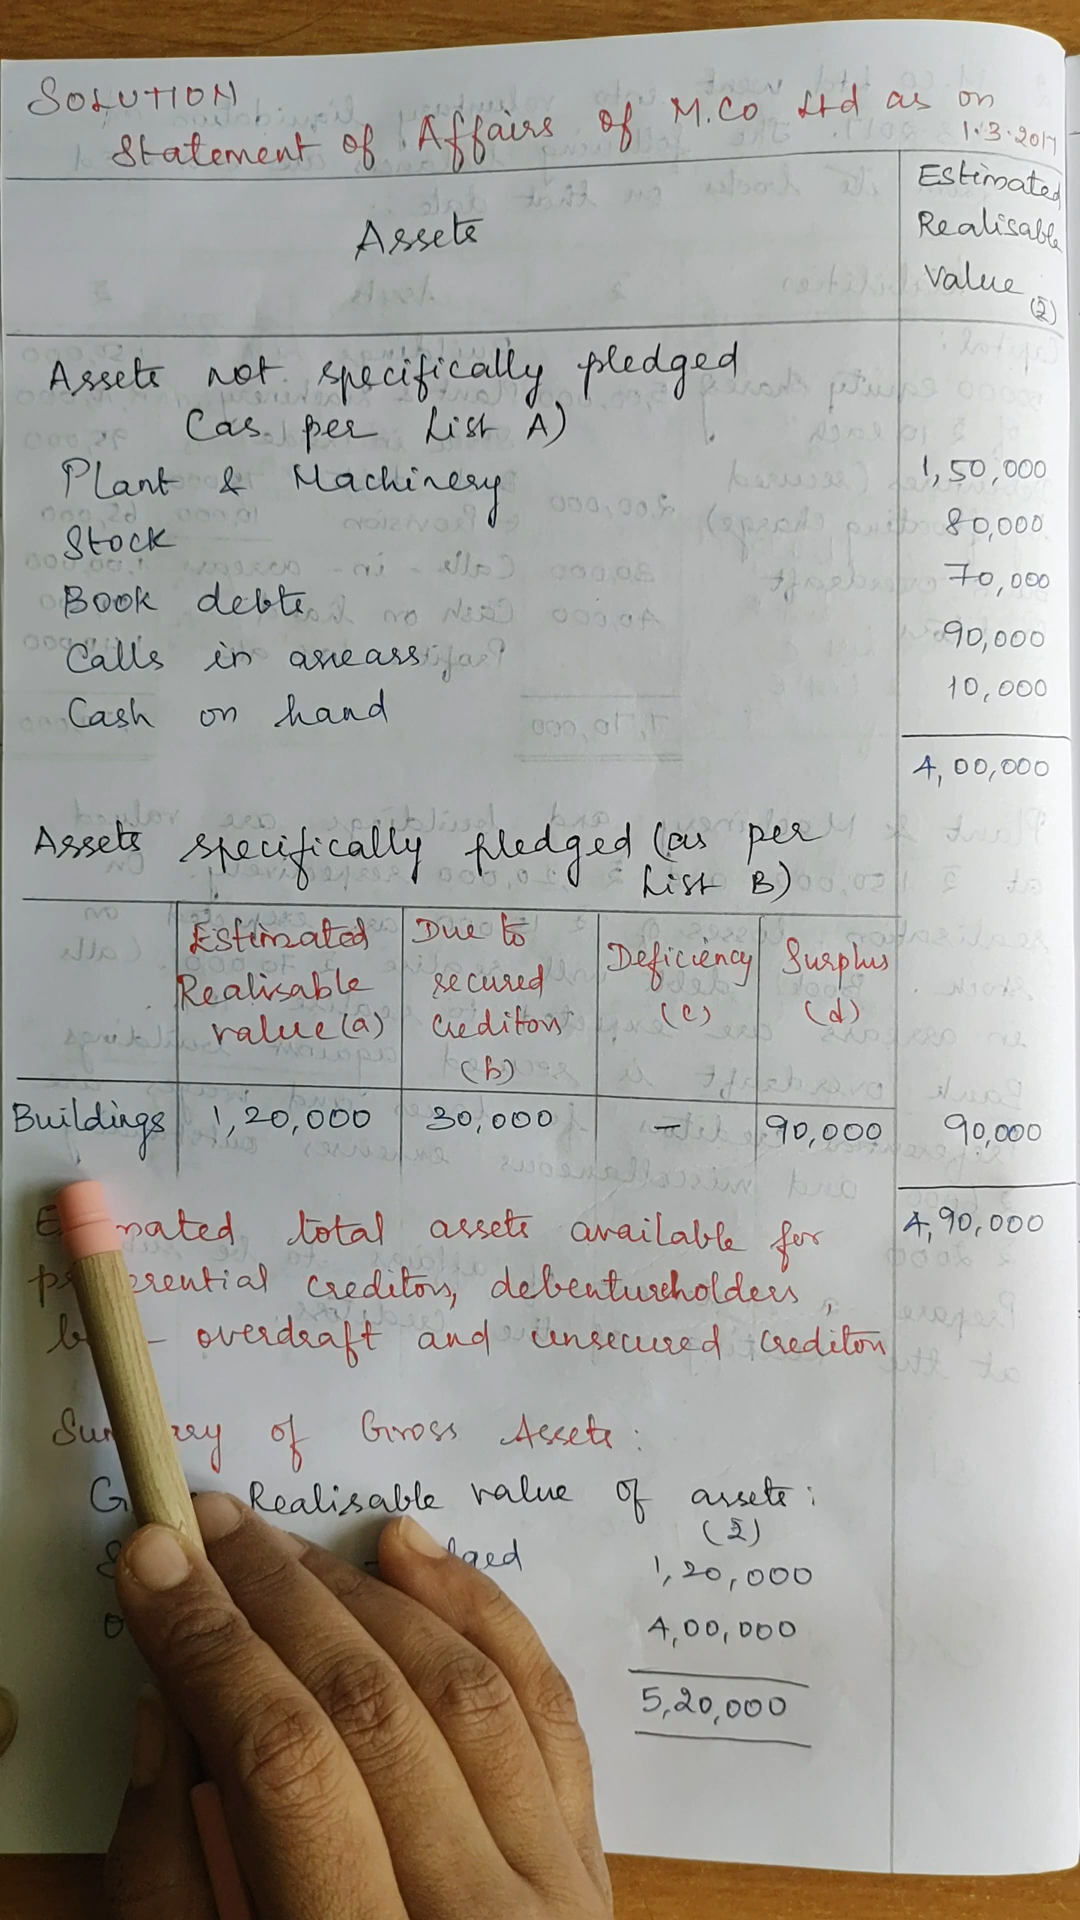 SOLUTION
Statement of Affairs of M.Co Ltd as on
1.3.2017
Assets
Estimated
Realisable
Value
(₹)
Assets not specifically pledged
(as per List A)
Plant & Machinery 1,50,000
Stock 80,000
Book debts 70,000
Calls in arrears 90,000
Cash on hand 10,000
4,00,000
Assets specifically pledged (as per
List B)
Estimated
Realisable
value (a)
Due to
secured
Creditors
(b)
Deficiency
(c)
Surplus
(d)
Buildings 1,20,000 30,000 - 90,000 90,000
total assets available for 4,90,000
creditors, debentureholders,
overdraft and unsecured creditors
of Gross Assets:
Realisable value of assets:
(₹)
1,20,000
4,00,000
5,20,000